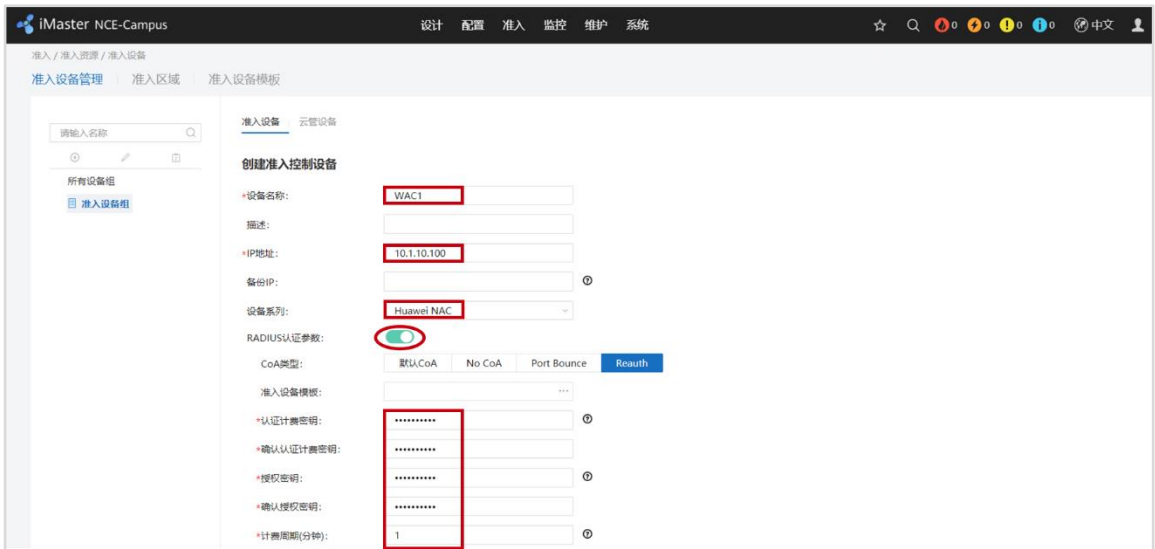 iMaster NCE-Campus 设计 配置 准入 监控 维护 系统 0 0 0 0 中文
准入 / 准入资源 / 准入设备
准入设备管理 准入区域 准入设备模板
请输入名称
所有设备组
准入设备组
准入设备 云管设备
创建准入控制设备
*设备名称: WAC1
描述:
*IP地址: 10.1.10.100
备份IP:
设备系列: Huawei NAC
RADIUS认证参数:
CoA类型: 默认CoA No CoA Port Bounce Reauth
准入设备模板: ...
*认证计费密钥: ••••••••••
*确认认证计费密钥: ••••••••••
*授权密钥: ••••••••••
*确认授权密钥: ••••••••••
*计费周期(分钟): 1